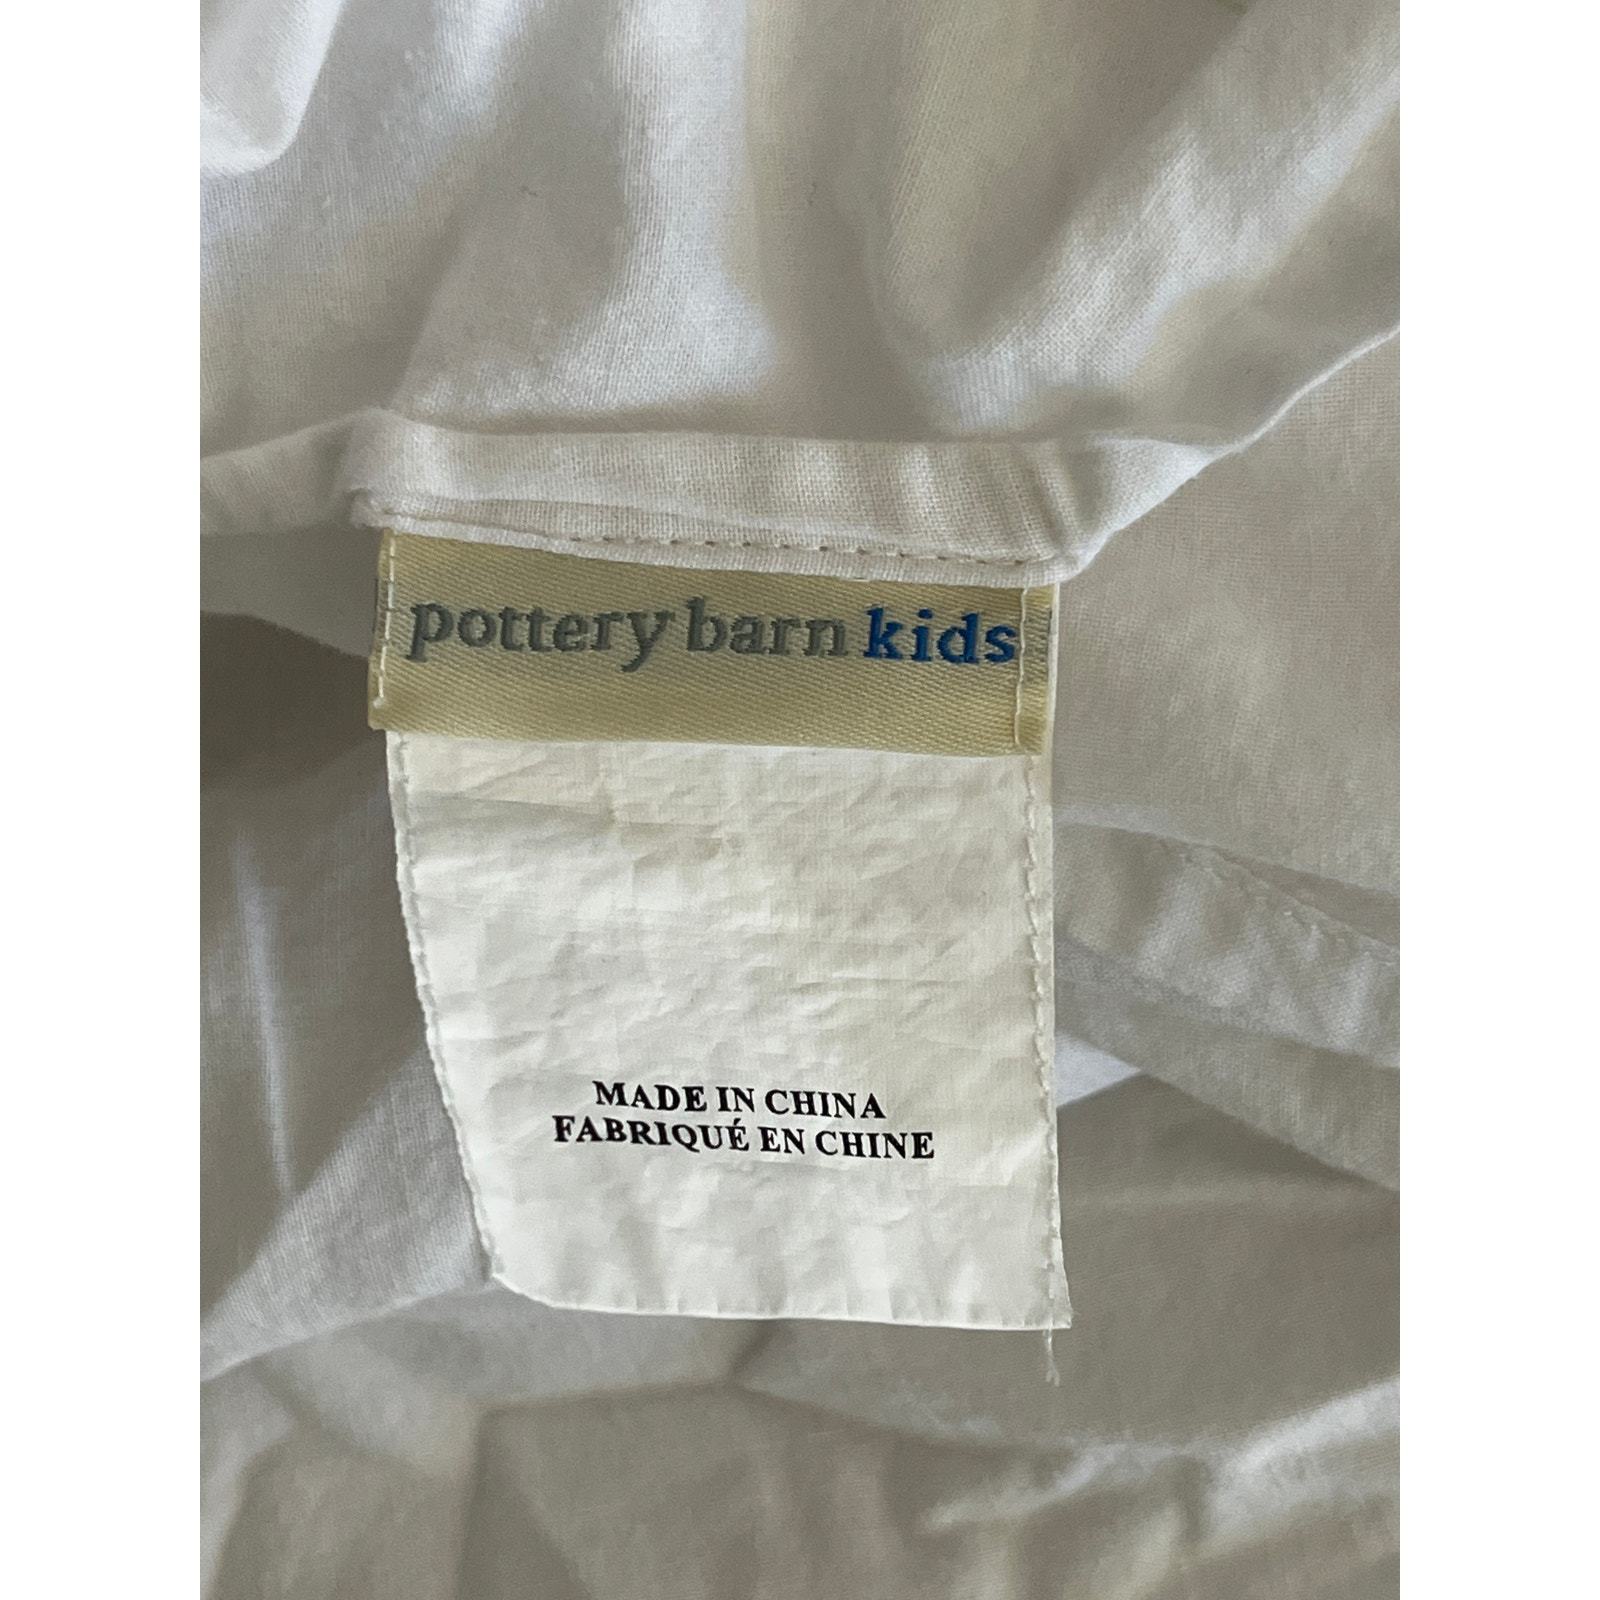 pottery barn kids
MADE IN CHINA
FABRIQUÉ EN CHINE